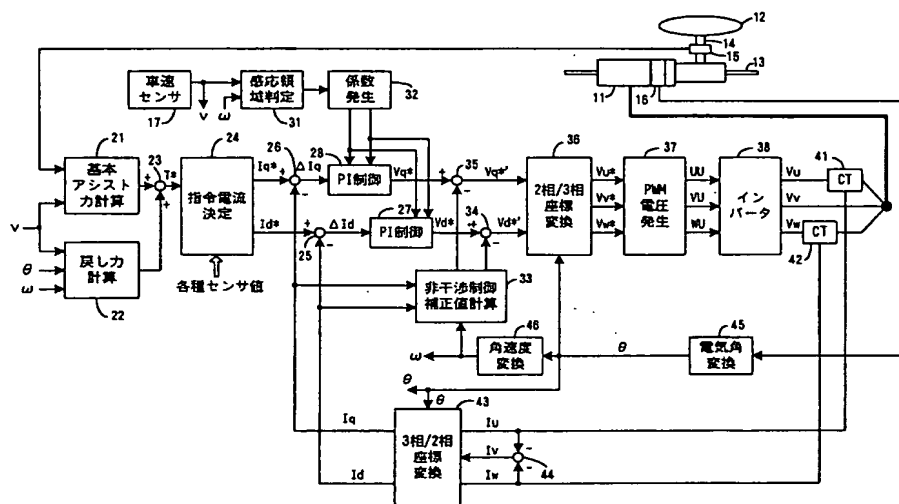 12
14
15
13
11
16
車速
センサ
17
v
ω
感応領
域判定
31
係数
発生
32
21
基本
アシスト
力計算
23
T*
24
指令電流
決定
各種センサ値
v
θ
ω
戻し力
計算
22
Iq*
26
ΔIq
28
PI制御
Vq*
35
Vq*'
Id*
25
ΔId
27
PI制御
Vd*
34
Vd*'
36
2相/3相
座標
変換
Vu*
Vv*
Vw*
37
PWM
電圧
発生
UU
VU
WU
38
イン
バータ
Vu
Vv
Vw
41
CT
CT
42
非干渉制御
補正値計算
33
ω
角速度
変換
46
θ
電気角
変換
45
θ
θ
43
3相/2相
座標
変換
Iq
Id
Iu
Iv
Iw
44